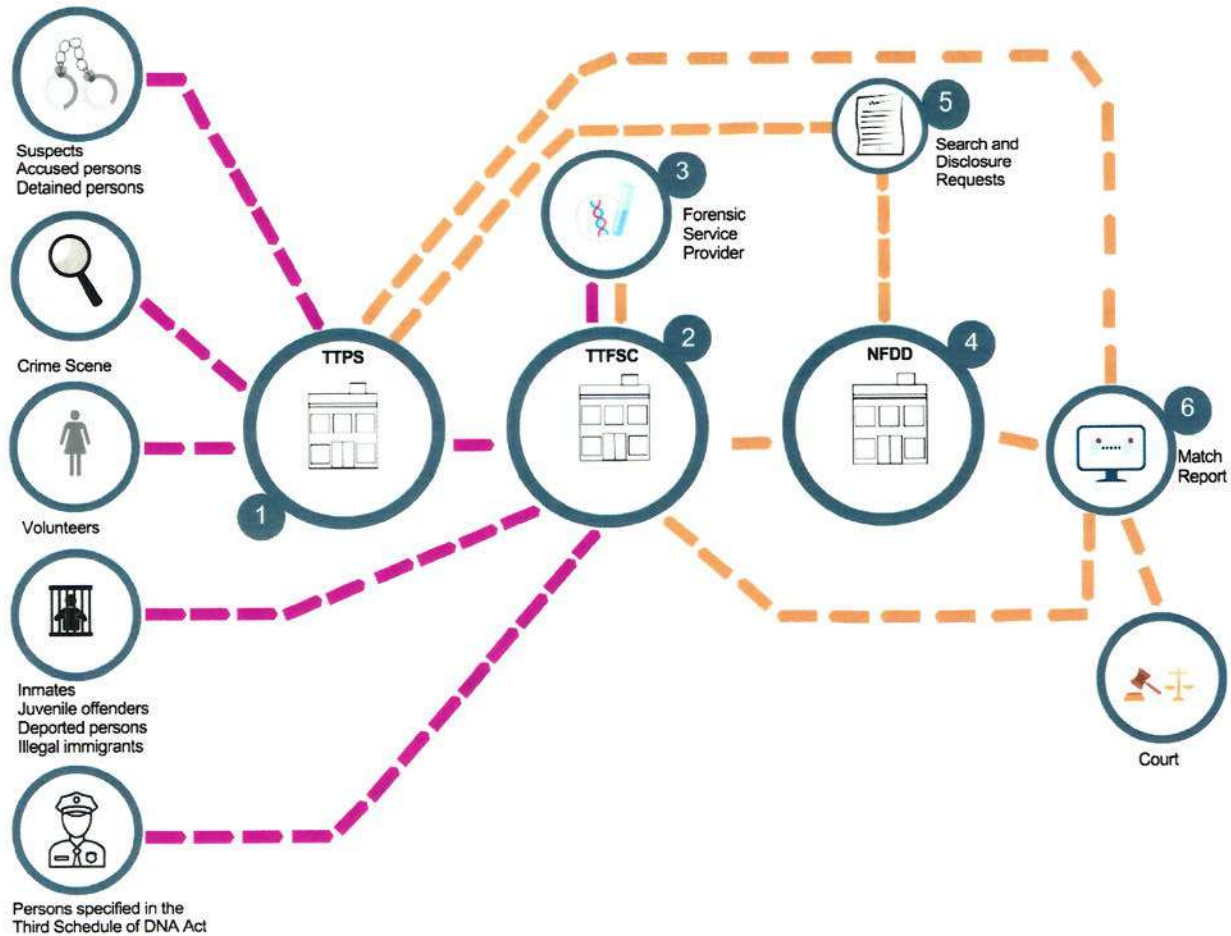 Suspects
Accused persons
Detained persons
Crime Scene
Volunteers
Inmates
Juvenile offenders
Deported persons
Illegal immigrants
Persons specified in the
Third Schedule of DNA Act
TTPS
1
TTFSC
2
3
Forensic
Service
Provider
NFDD
4
5
Search and
Disclosure
Requests
6
Match
Report
Court